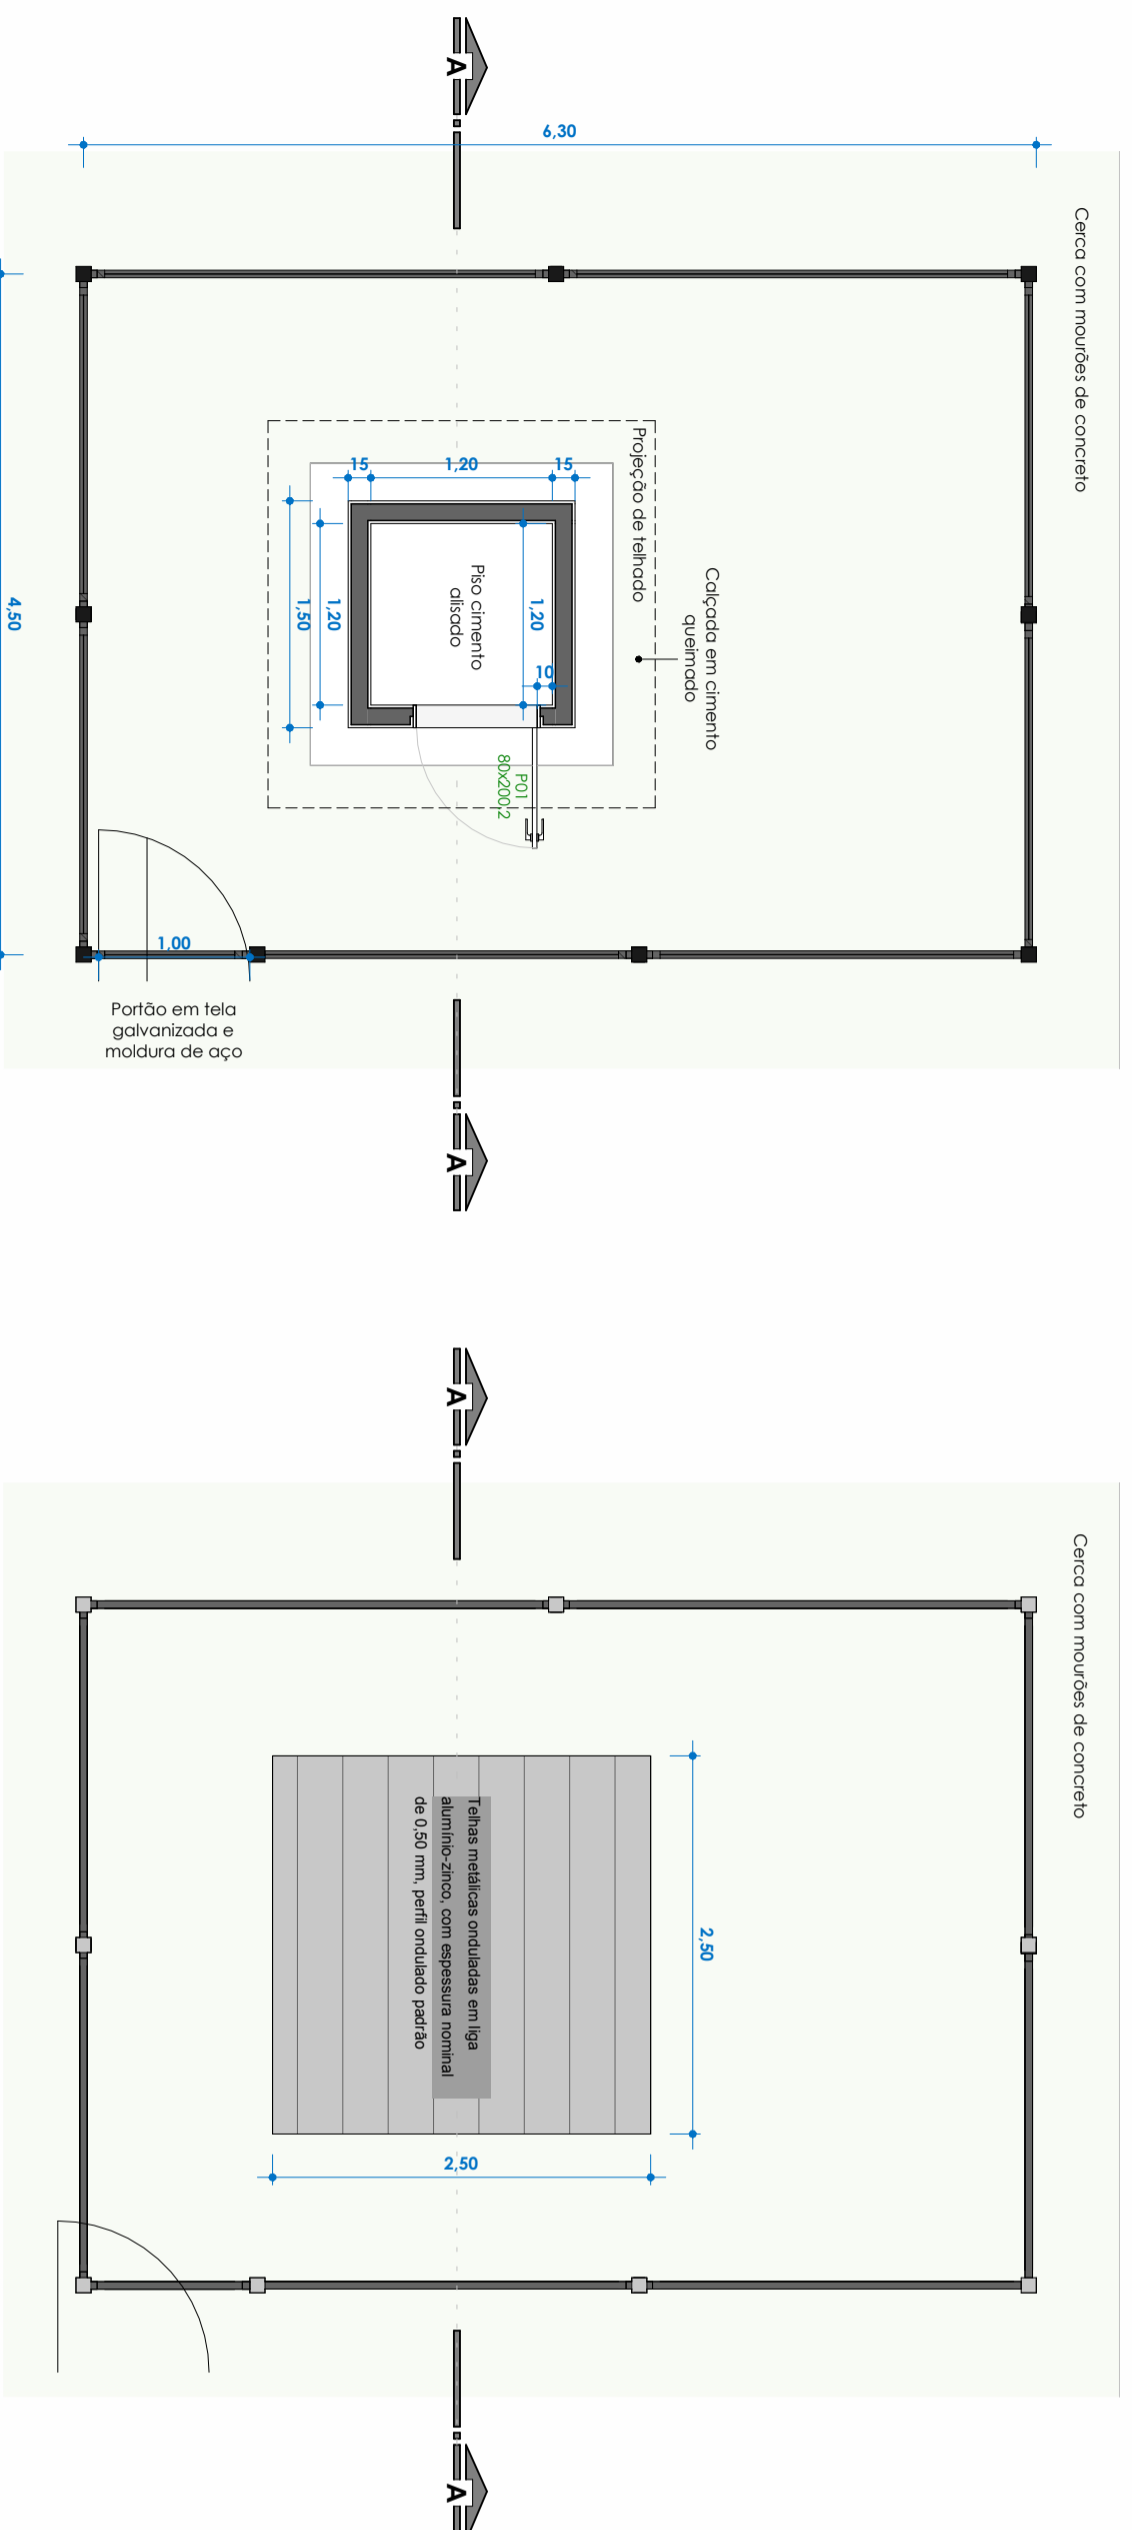 A
6,30
Cerca com mourões de concreto
Projeção de telhado
15
1,20
15
Calçada em cimento
queimado
Piso cimento
alisado
1,20
1,20
1,50
10
4,50
P01
80x200,2
1,00
Portão em tela
galvanizada e
moldura de aço
A
A
Cerca com mourões de concreto
Telhas metálicas onduladas em liga
alumínio-zinco, com espessura nominal
de 0,50 mm, perfil ondulado padrão
2,50
2,50
A